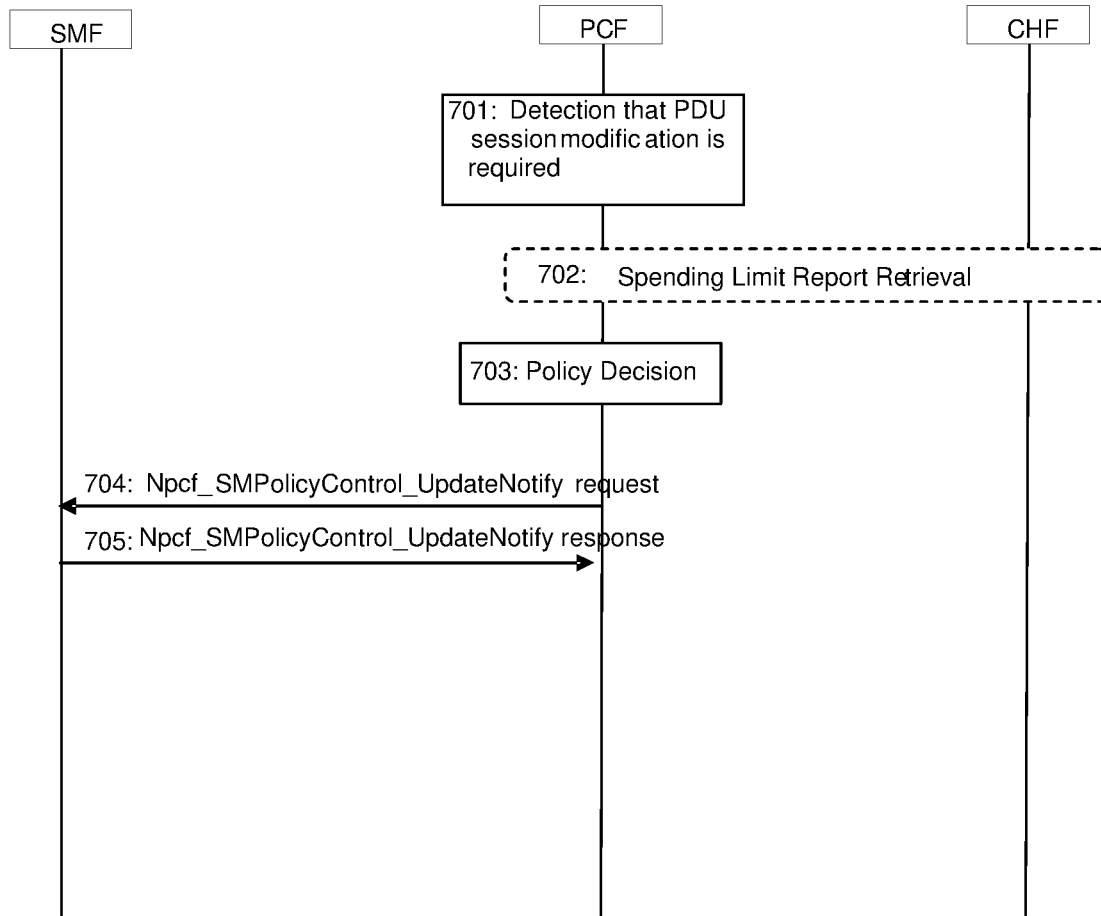 SMF
PCF
CHF
701: Detection that PDU
session modification is
required
702: Spending Limit Report Retrieval
703: Policy Decision
704: Npcf_SMPolicyControl_UpdateNotify request
705: Npcf_SMPolicyControl_UpdateNotify response